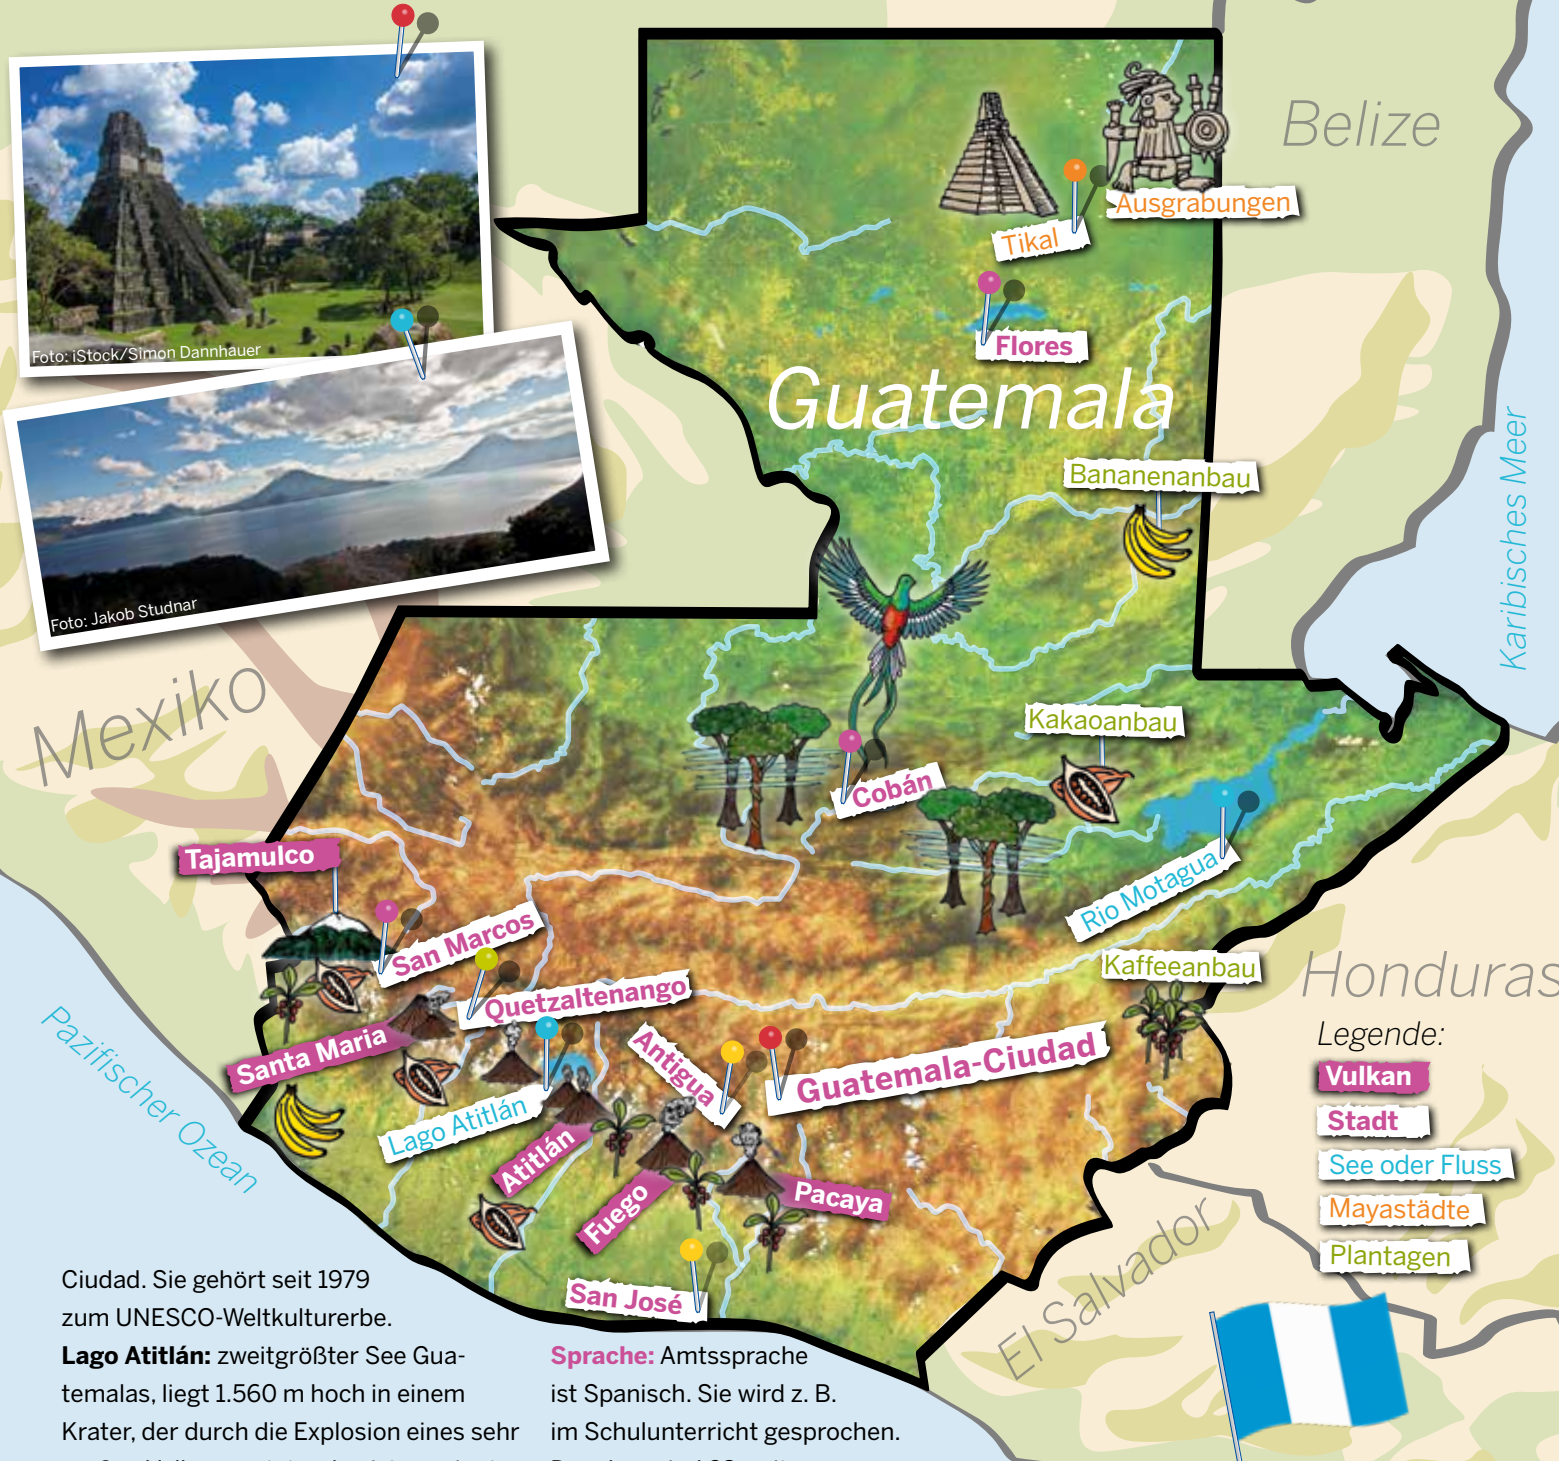 Foto: iStock/Simon Dannhauer
Foto: Jakob Studnar
Belize
Ausgrabungen
Tikal
Flores
Guatemala
Bananenanbau
Karibisches Meer
Mexiko
Kakaoanbau
Cobán
Tajamulco
San Marcos
Rio Motagua
Kaffeeanbau
Honduras
Quetzaltenango
Santa Maria
Antigua
Guatemala-Ciudad
Pazifischer Ozean
Lago Atitlán
Atitlán
Fuego
Pacaya
San José
El Salvador
Legende:
Vulkan
Stadt
See oder Fluss
Mayastädte
Plantagen
Ciudad. Sie gehört seit 1979
zum UNESCO-Weltkulturerbe.
Lago Atitlán: zweitgrößter See Gua-
temalas, liegt 1.560 m hoch in einem
Krater, der durch die Explosion eines sehr
Sprache: Amtssprache
ist Spanisch. Sie wird z. B.
im Schulunterricht gesprochen.